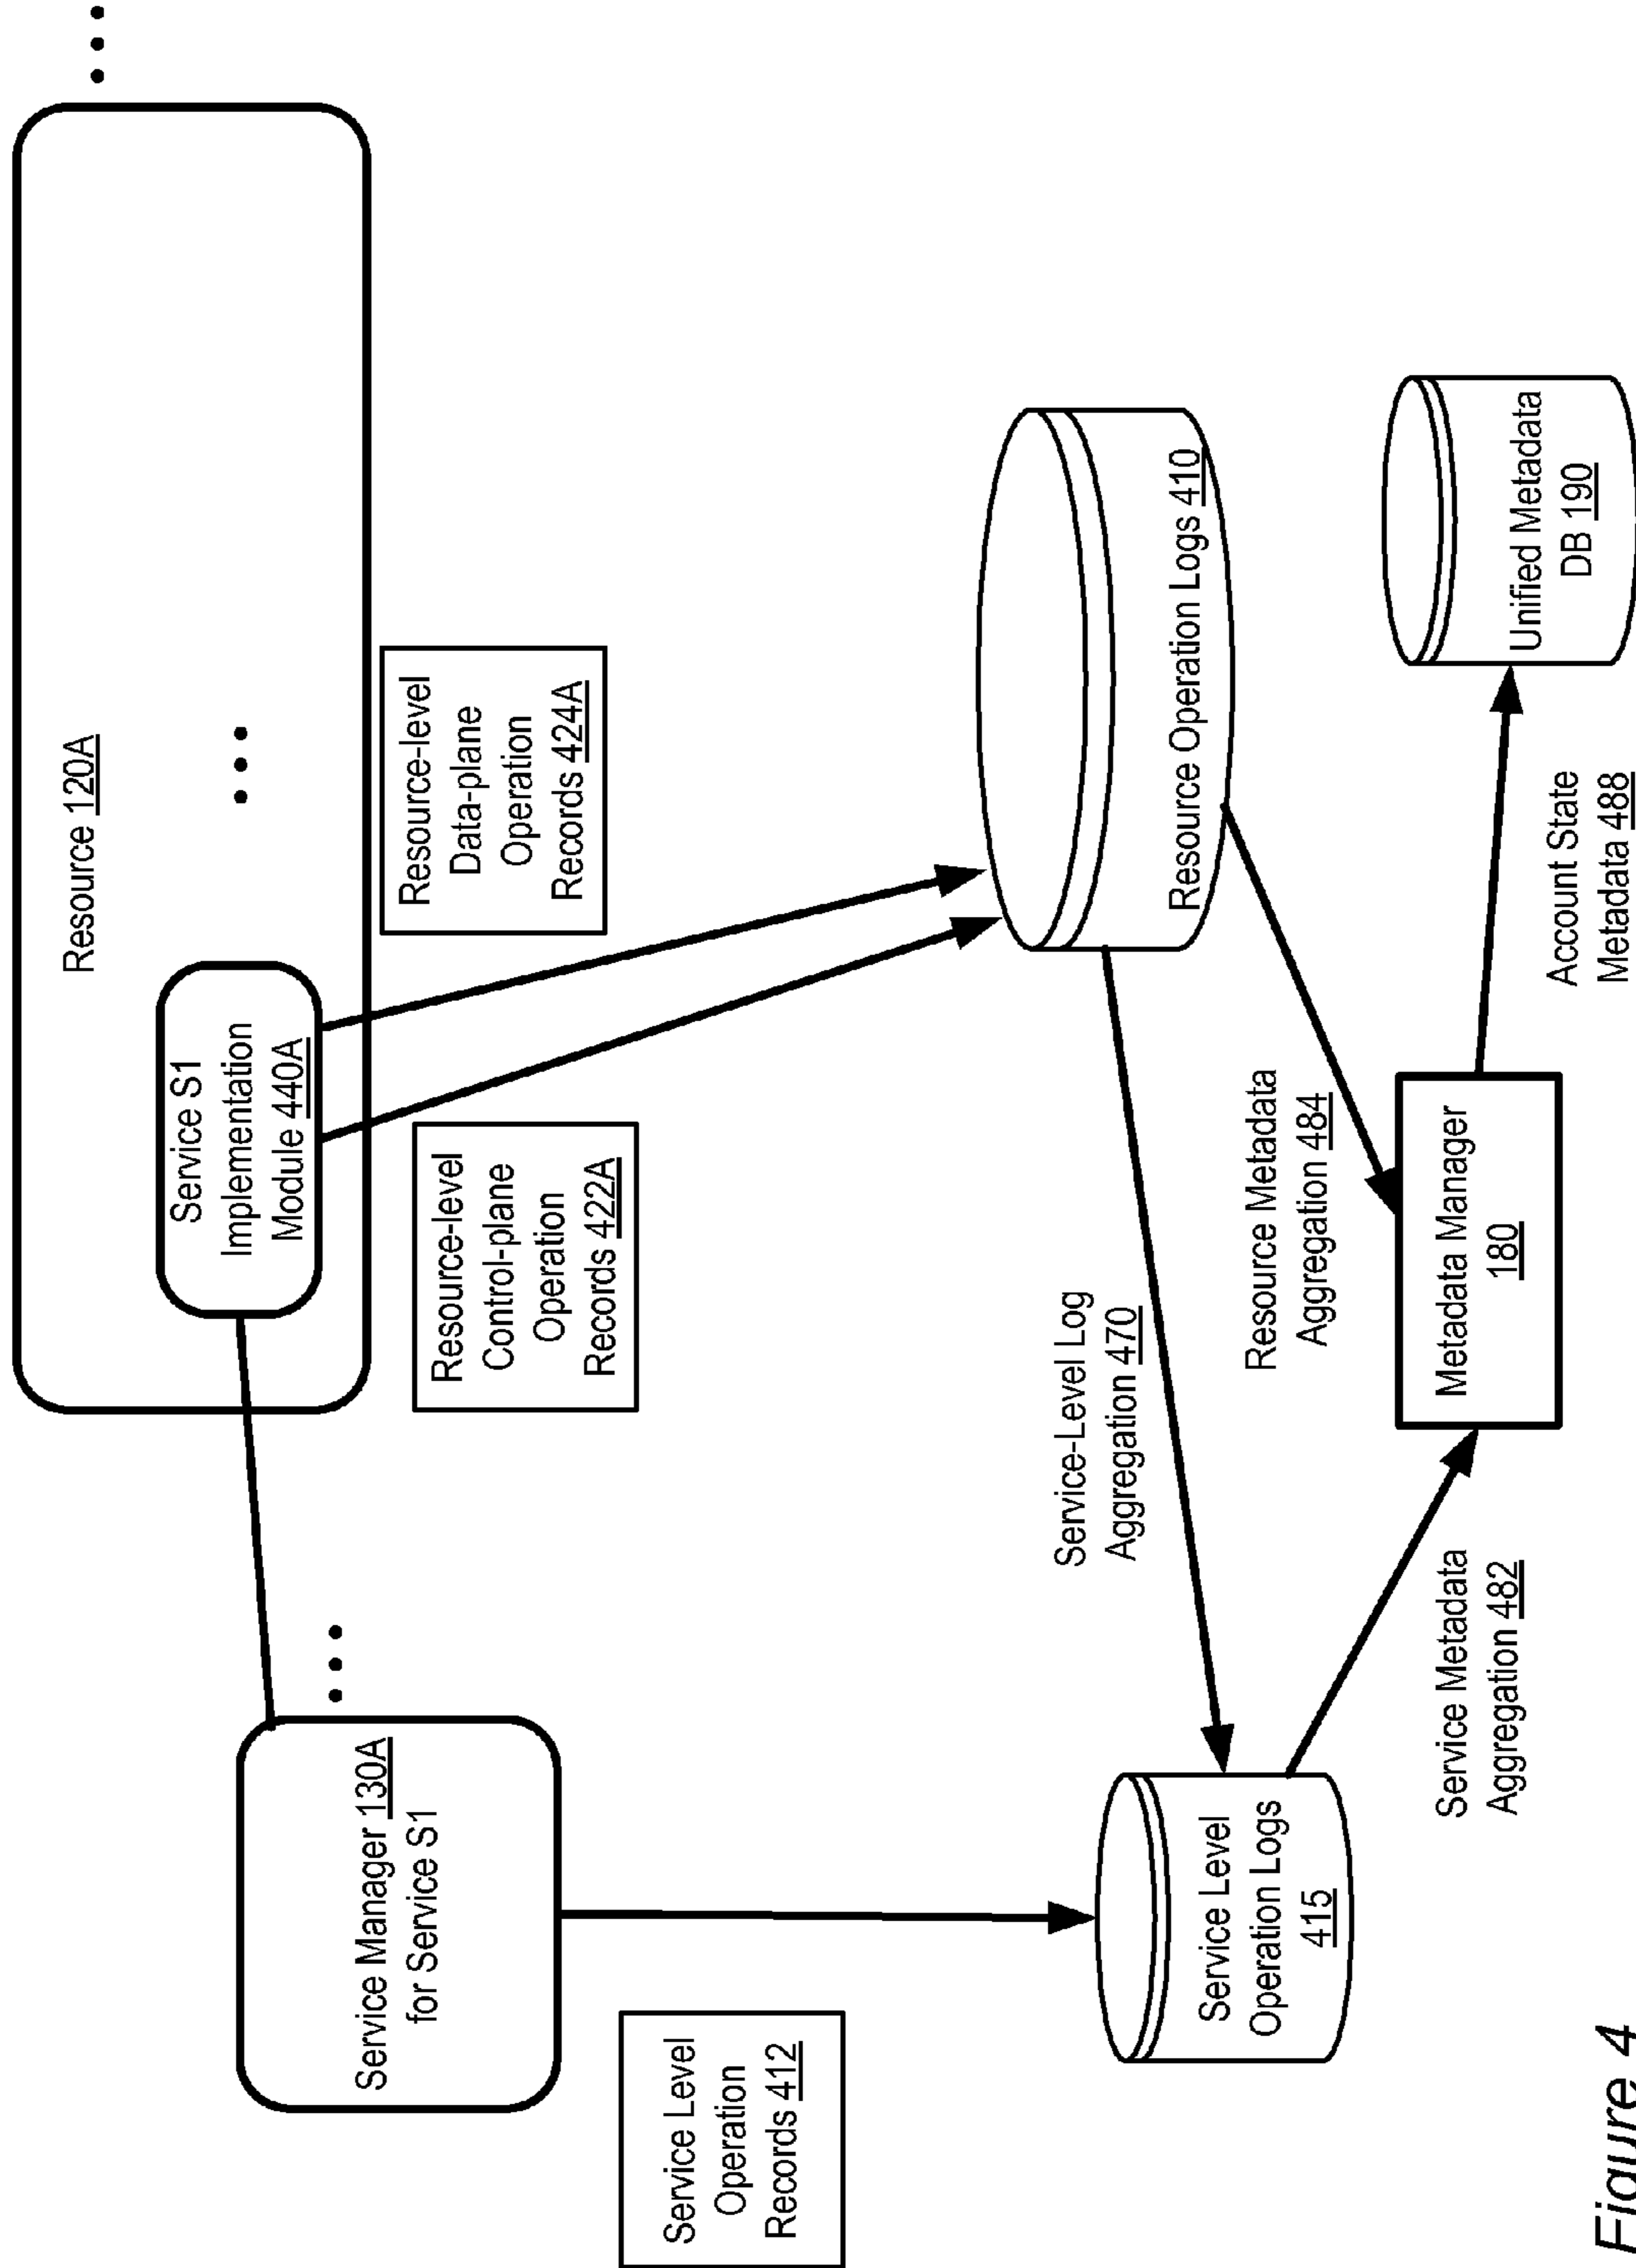 Resource 120A
Service S1
Implementation
Module 440A
Service Manager 130A
for Service S1
Resource-level
Control-plane
Operation
Records 422A
Resource-level
Data-plane
Operation
Records 424A
Service Level
Operation
Records 412
Resource Operation Logs 410
Service-Level Log
Aggregation 470
Service Level
Operation Logs
415
Resource Metadata
Aggregation 484
Service Metadata
Aggregation 482
Metadata Manager
180
Account State
Metadata 488
Unified Metadata
DB 190
Figure 4